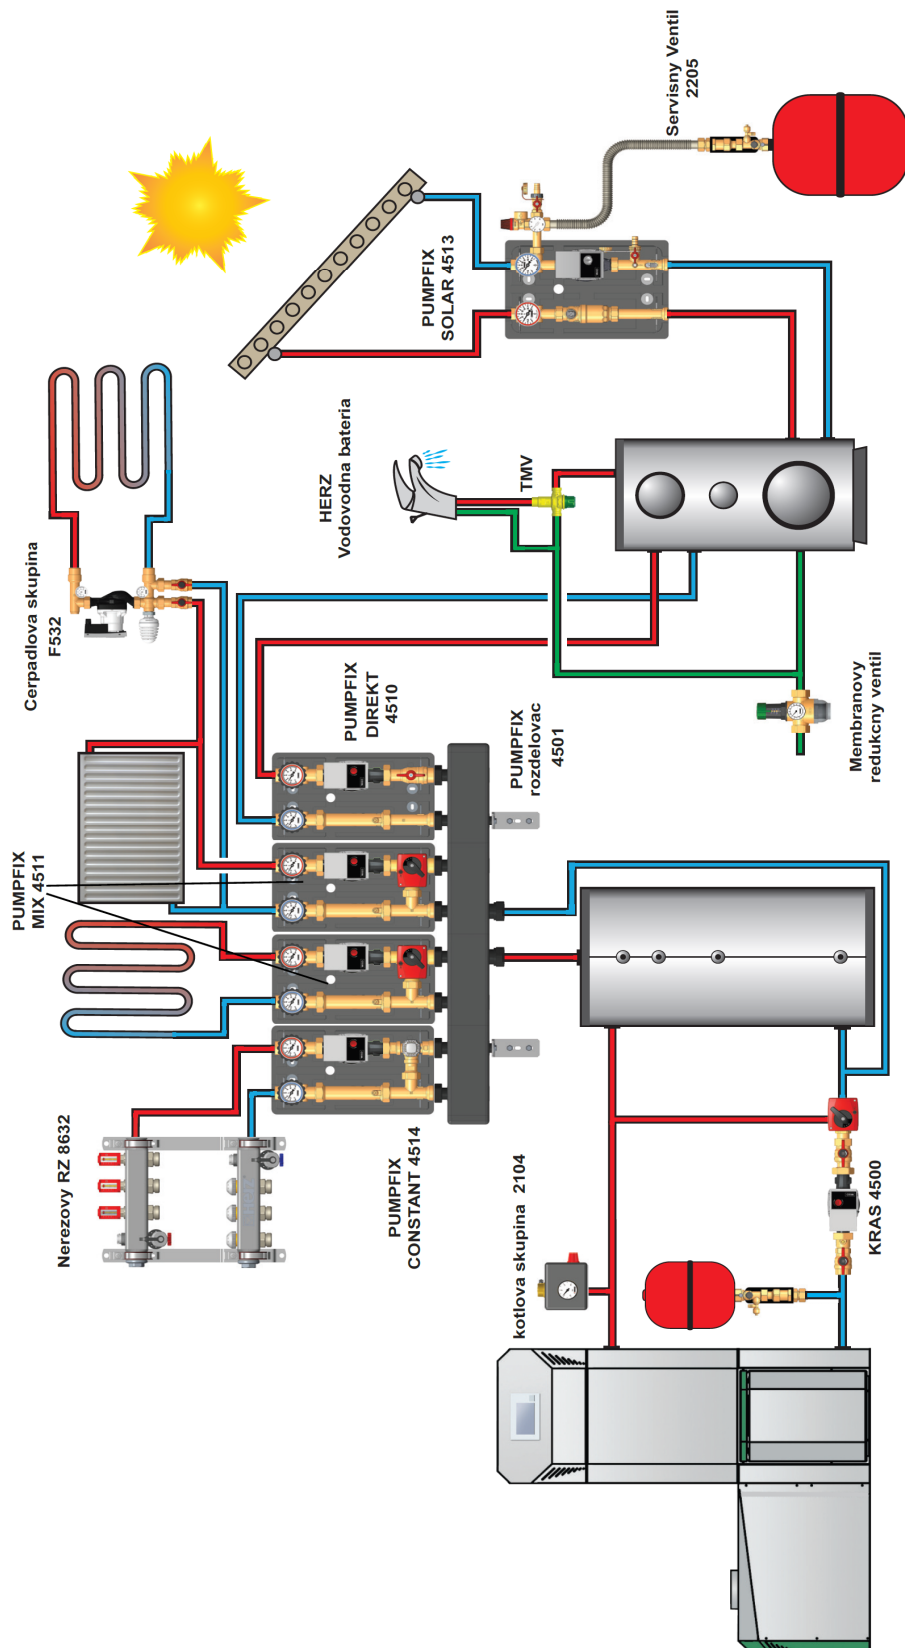 Nerezovy RZ 8632
PUMPFIX
MIX 4511
Cerpadlova skupina
F532
PUMPFIX
CONSTANT 4514
PUMPFIX
DIREKT
4510
HERZ
Vodovodna bateria
PUMPFIX
SOLAR 4513
Servisny Ventil
2205
kotlova skupina 2104
PUMPFIX
rozdelovac
4501
TMV
KRAS 4500
Membranovy
redukcny ventil